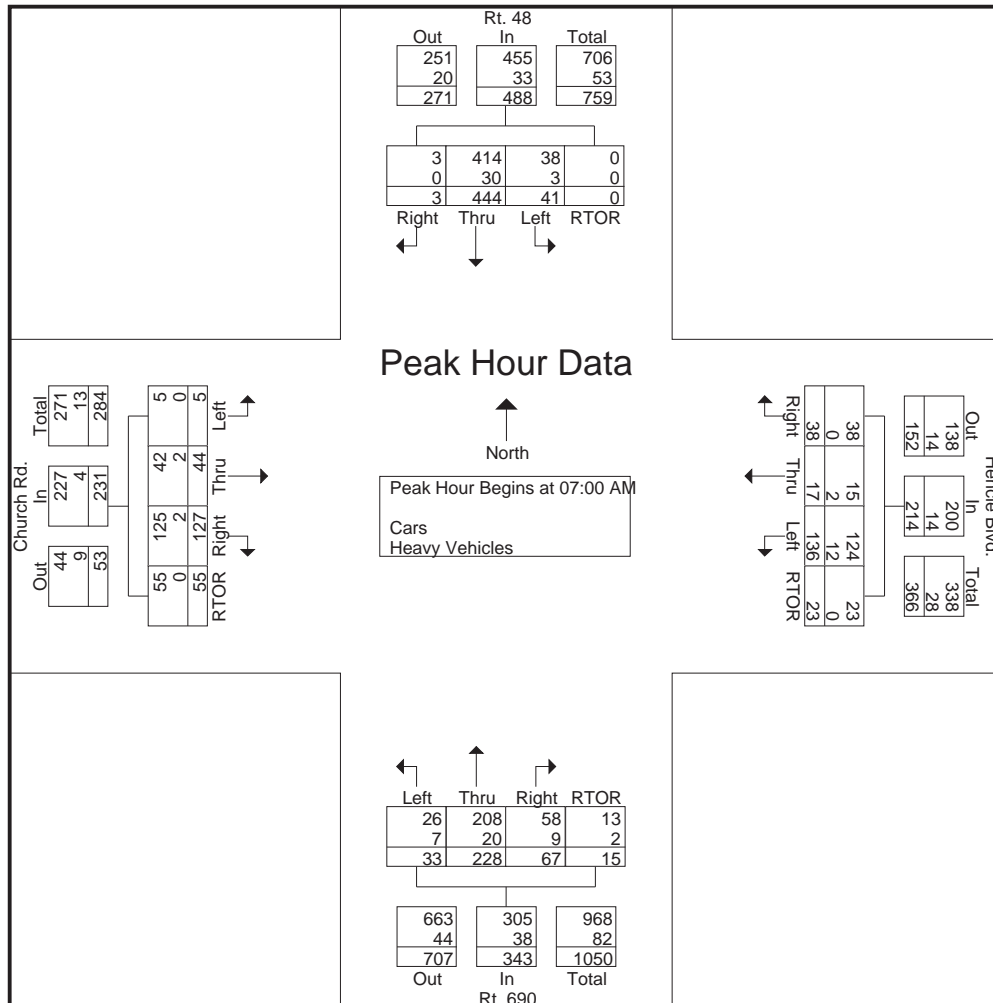 Rt. 48
Out In Total
251 455 706
20 33 53
271 488 759
3 414 38 0
0 30 3 0
3 444 41 0
Right Thru Left RTOR
Peak Hour Data
North
Peak Hour Begins at 07:00 AM
Cars
Heavy Vehicles
Church Rd.
Out In Total
44 227 271
9 4 13
53 231 284
RTOR Right Thru Left
55 125 42 5
0 2 2 0
55 127 44 5
Out In Total
138 200 338
14 14 28
152 214 366
38 15 124 23
0 2 12 0
38 17 136 23
Right Thru Left RTOR
Left Thru Right RTOR
26 208 58 13
7 20 9 2
33 228 67 15
663 305 968
44 38 82
707 343 1050
Out In Total
Rt. 690